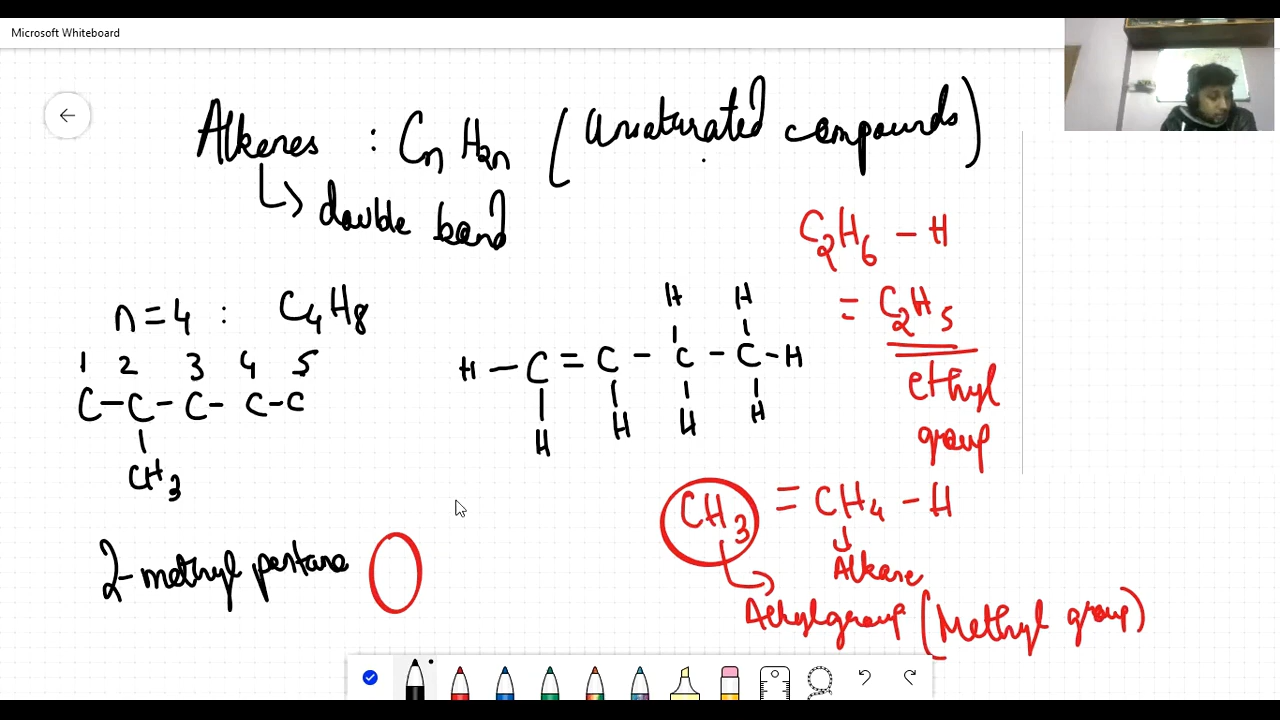 Microsoft Whiteboard
Alkenes : CnH2n (Unsaturated compounds)
↳ double bond
C2H6 – H
= C2H5
ethyl
group
n = 4 : C4H8
1 2 3 4 5
C – C – C – C – C
|
CH3
H H
| |
H – C = C – C – C – H
| | | |
H H H H
2-methyl pentane
CH3 = CH4 – H
↓
Alkane
↳ Alkyl group (Methyl group)